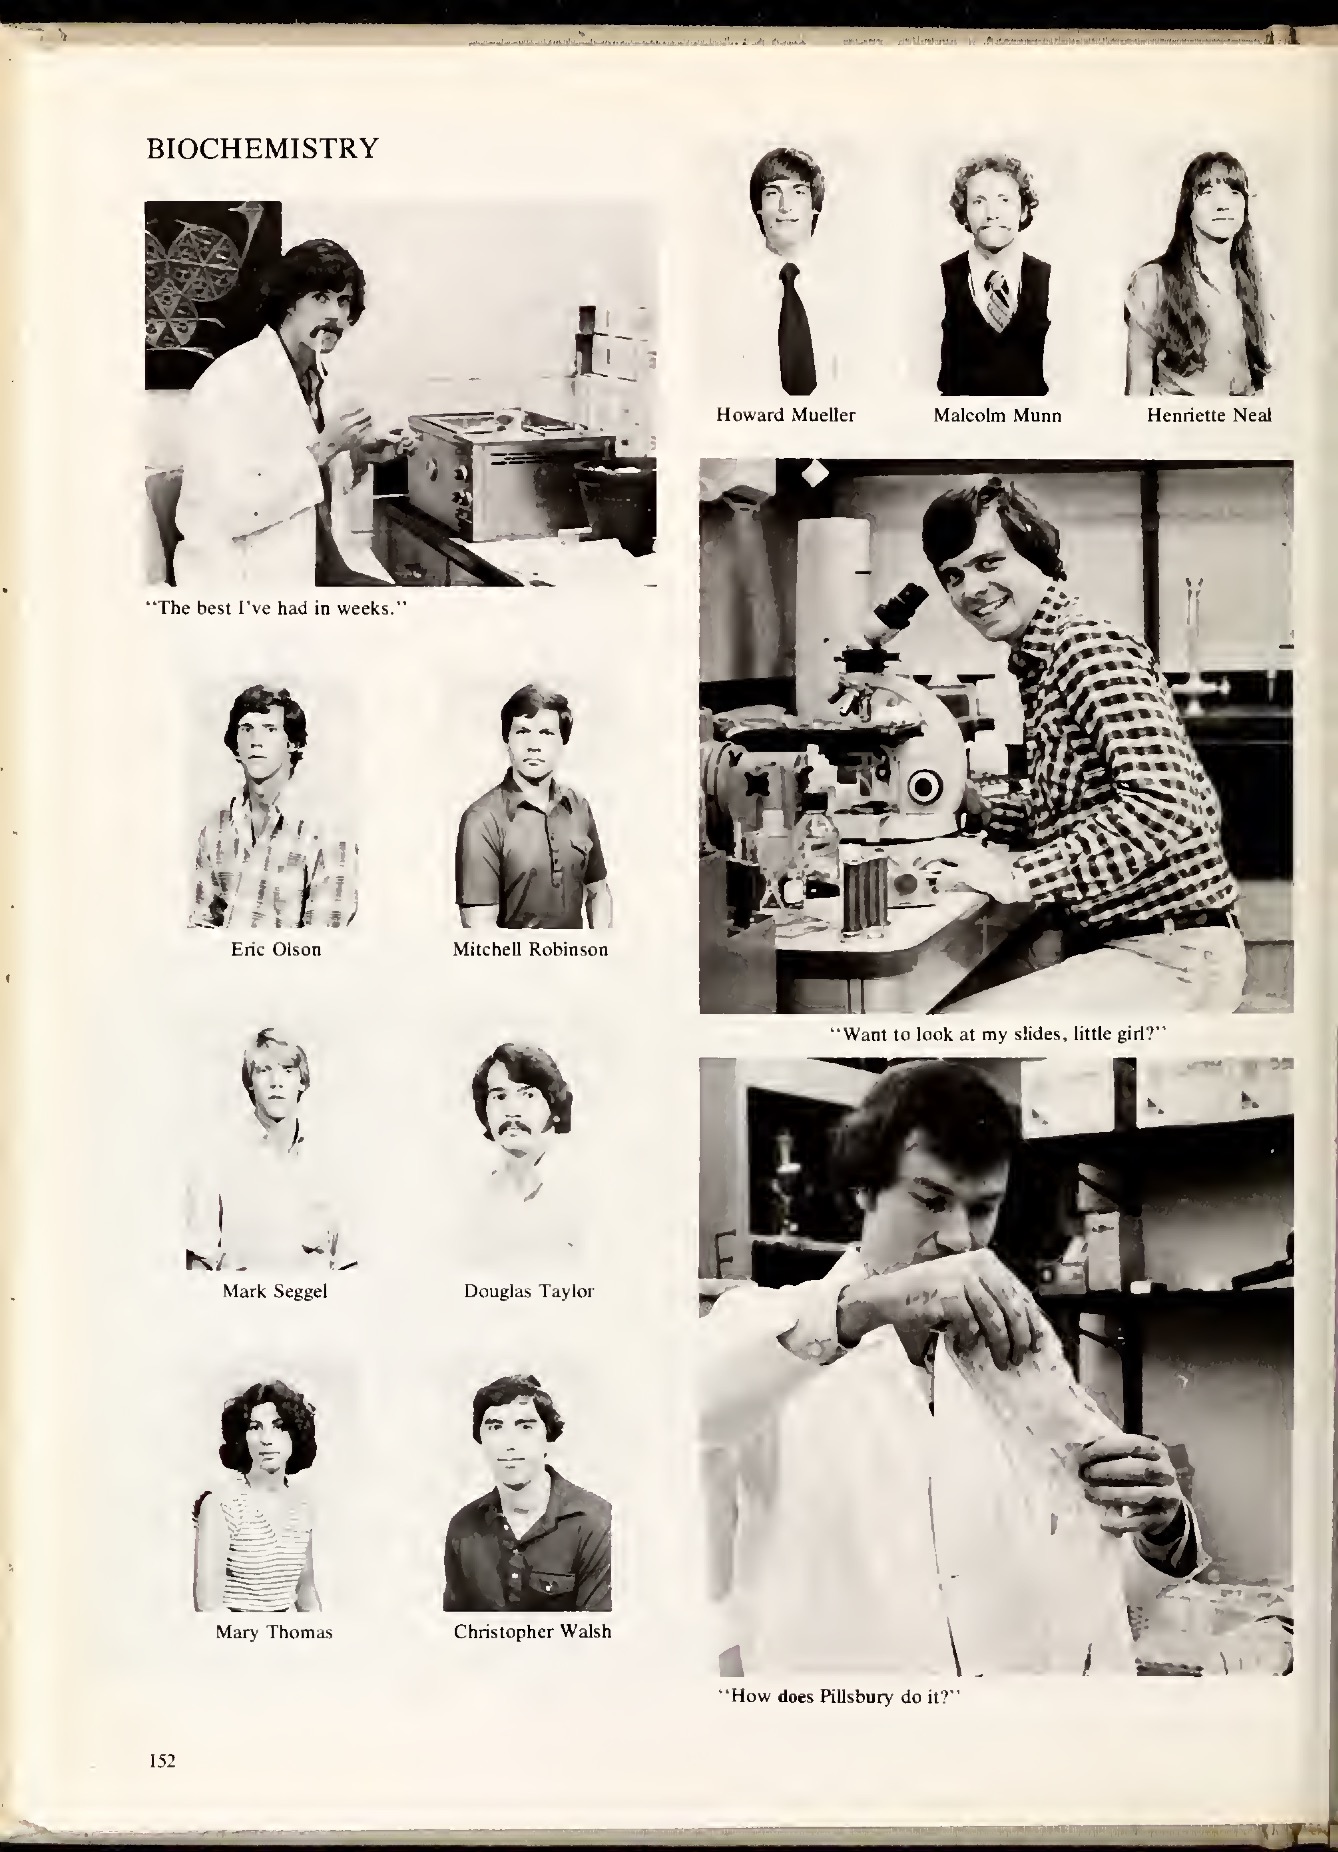 BIOCHEMISTRY
"The best I've had in weeks."
Howard Mueller
Malcolm Munn
Henriette Neal
"Want to look at my slides, little girl?"
Eric Olson
Mitchell Robinson
Mark Seggel
Douglas Taylor
Mary Thomas
Christopher Walsh
"How does Pillsbury do it?"
152